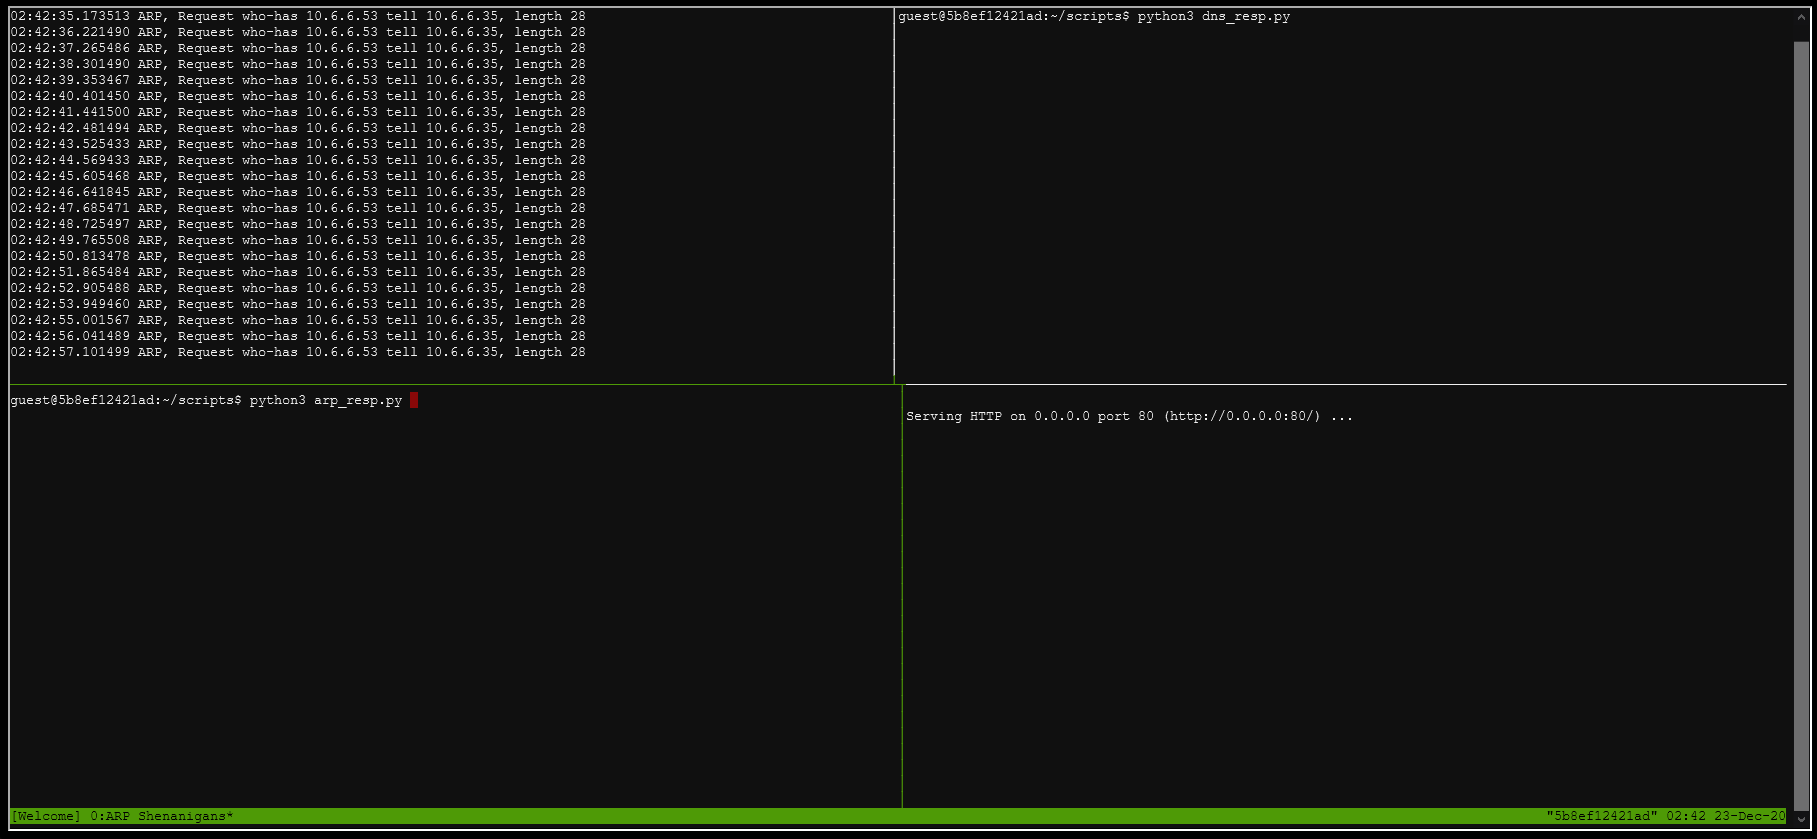 02:42:35.173513 ARP, Request who-has 10.6.6.53 tell 10.6.6.35, length 28
02:42:36.221490 ARP, Request who-has 10.6.6.53 tell 10.6.6.35, length 28
02:42:37.265486 ARP, Request who-has 10.6.6.53 tell 10.6.6.35, length 28
02:42:38.301490 ARP, Request who-has 10.6.6.53 tell 10.6.6.35, length 28
02:42:39.353467 ARP, Request who-has 10.6.6.53 tell 10.6.6.35, length 28
02:42:40.401450 ARP, Request who-has 10.6.6.53 tell 10.6.6.35, length 28
02:42:41.441500 ARP, Request who-has 10.6.6.53 tell 10.6.6.35, length 28
02:42:42.481494 ARP, Request who-has 10.6.6.53 tell 10.6.6.35, length 28
02:42:43.525433 ARP, Request who-has 10.6.6.53 tell 10.6.6.35, length 28
02:42:44.569433 ARP, Request who-has 10.6.6.53 tell 10.6.6.35, length 28
02:42:45.605468 ARP, Request who-has 10.6.6.53 tell 10.6.6.35, length 28
02:42:46.641845 ARP, Request who-has 10.6.6.53 tell 10.6.6.35, length 28
02:42:47.685471 ARP, Request who-has 10.6.6.53 tell 10.6.6.35, length 28
02:42:48.725497 ARP, Request who-has 10.6.6.53 tell 10.6.6.35, length 28
02:42:49.765508 ARP, Request who-has 10.6.6.53 tell 10.6.6.35, length 28
02:42:50.813478 ARP, Request who-has 10.6.6.53 tell 10.6.6.35, length 28
02:42:51.865484 ARP, Request who-has 10.6.6.53 tell 10.6.6.35, length 28
02:42:52.905488 ARP, Request who-has 10.6.6.53 tell 10.6.6.35, length 28
02:42:53.949460 ARP, Request who-has 10.6.6.53 tell 10.6.6.35, length 28
02:42:55.001567 ARP, Request who-has 10.6.6.53 tell 10.6.6.35, length 28
02:42:56.041489 ARP, Request who-has 10.6.6.53 tell 10.6.6.35, length 28
02:42:57.101499 ARP, Request who-has 10.6.6.53 tell 10.6.6.35, length 28
guest@5b8ef12421ad:~/scripts$ python3 dns_resp.py
guest@5b8ef12421ad:~/scripts$ python3 arp_resp.py
Serving HTTP on 0.0.0.0 port 80 (http://0.0.0.0:80/) ...
[Welcome] 0:ARP Shenanigans*
"5b8ef12421ad" 02:42 23-Dec-20